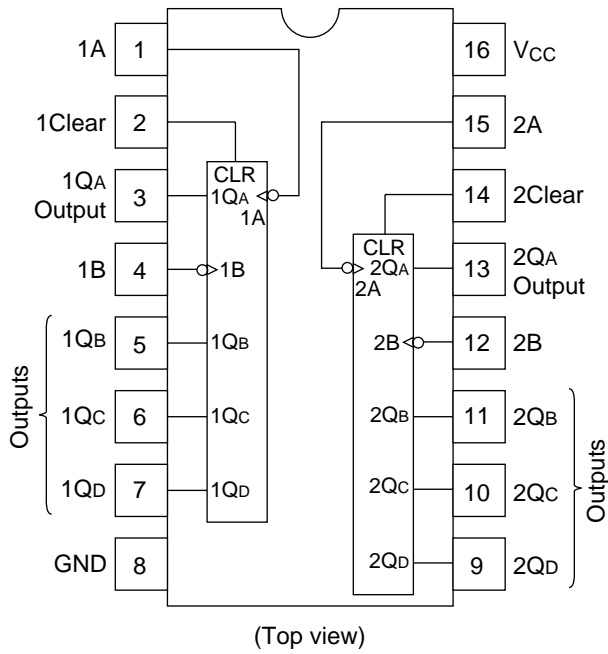 1A 1 16 VCC
1Clear 2 15 2A
CLR
1QA
Output
3 1QA 1A 14 2Clear
1B 4 1B
CLR
2QA 13 2QA
Output
2A
1QB 5 1QB 2B 12 2B
Outputs
1QC 6 1QC 2QB 11 2QB
1QD 7 1QD 2QC 10 2QC
Outputs
GND 8 2QD 9 2QD
(Top view)